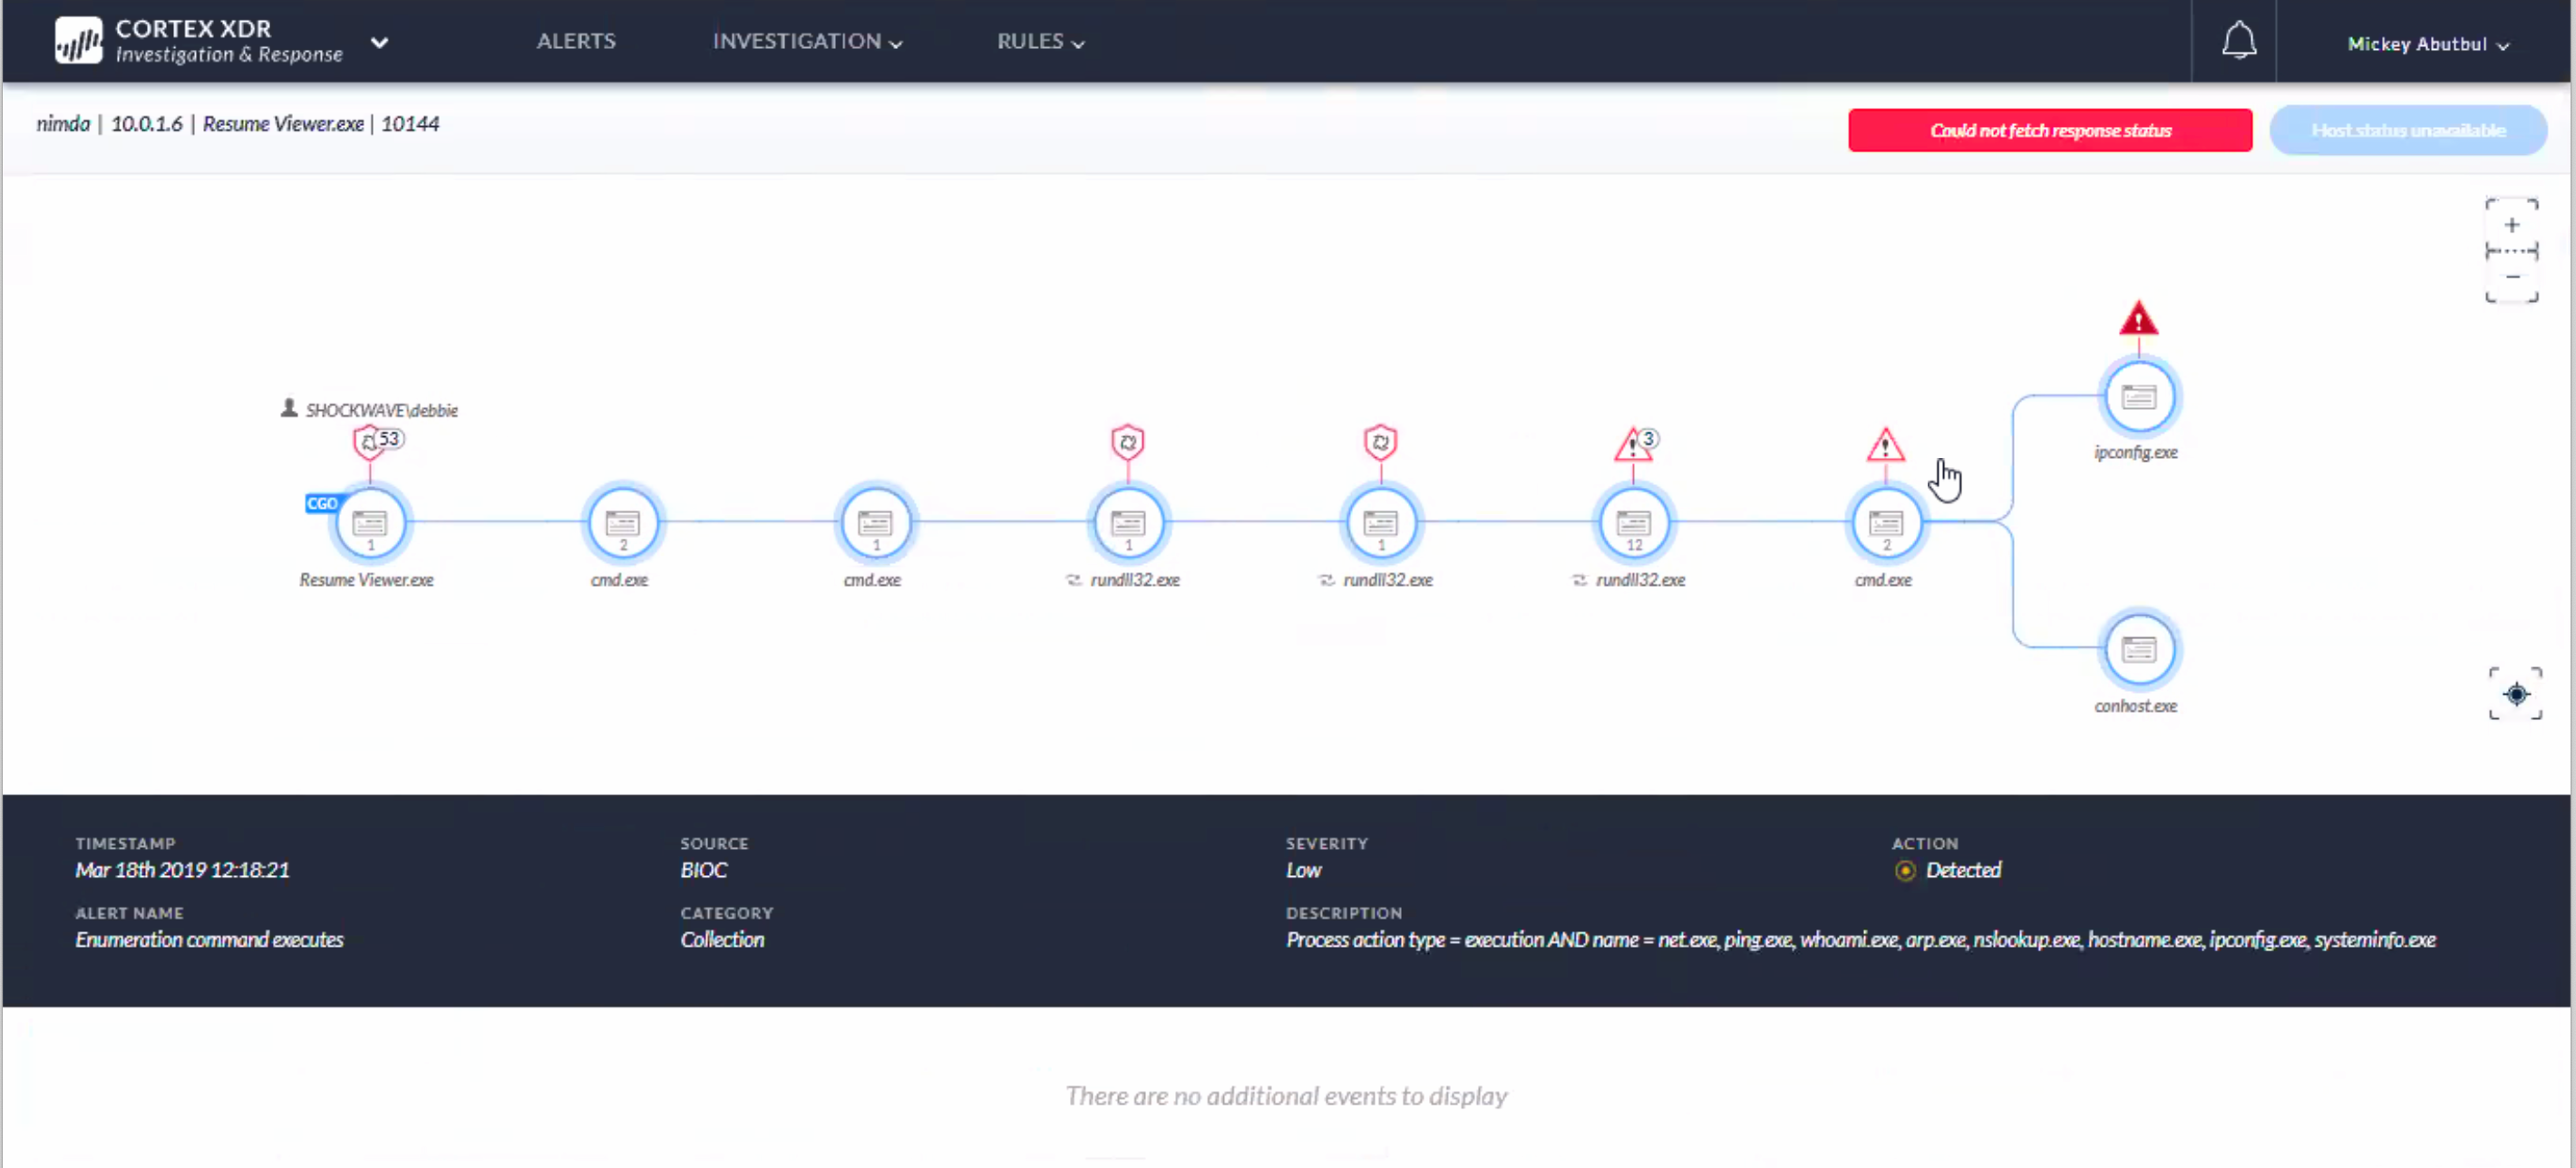 CORTEX XDR
Investigation & Response
ALERTS
INVESTIGATION
RULES
Mickey Abutbul
nimda | 10.0.1.6 | Resume Viewer.exe | 10144
Could not fetch response status
Host status unavailable
+
−
SHOCKWAVE\debbie
53
3
CGO
1
2
1
1
1
12
2
Resume Viewer.exe
cmd.exe
cmd.exe
rundll32.exe
rundll32.exe
rundll32.exe
cmd.exe
ipconfig.exe
conhost.exe
TIMESTAMP
Mar 18th 2019 12:18:21
SOURCE
BIOC
SEVERITY
Low
ACTION
Detected
ALERT NAME
Enumeration command executes
CATEGORY
Collection
DESCRIPTION
Process action type = execution AND name = net.exe, ping.exe, whoami.exe, arp.exe, nslookup.exe, hostname.exe, ipconfig.exe, systeminfo.exe
There are no additional events to display